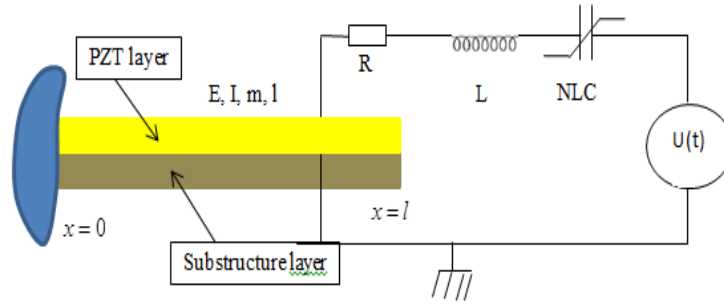 PZT layer
R
E, I, m, l
L
NLC
U(t)
x = 0
x = l
Substructure layer